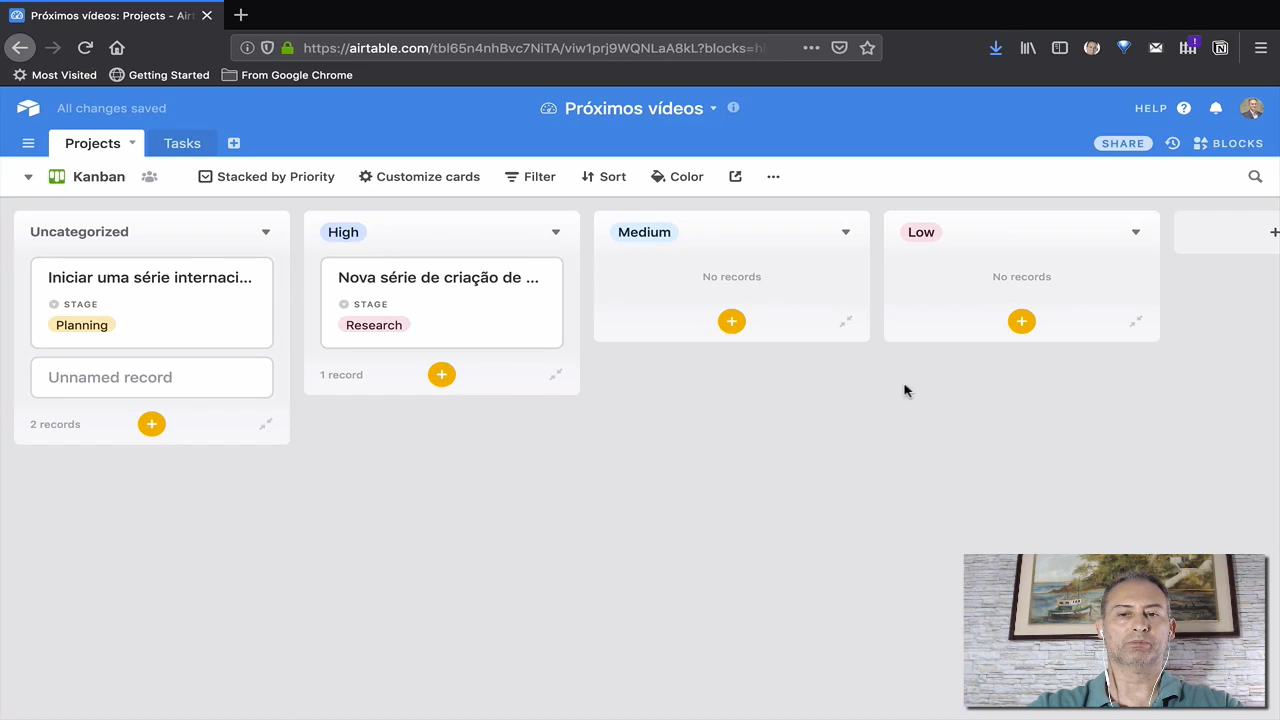 Próximos vídeos: Projects - Airt
https://airtable.com/tbl65n4nhBvc7NiTA/viw1prj9WQNLaA8kL?blocks=h
Most Visited
Getting Started
From Google Chrome
All changes saved
Próximos vídeos
HELP
Projects
Tasks
SHARE
BLOCKS
Kanban
Stacked by Priority
Customize cards
Filter
Sort
Color
Uncategorized
Iniciar uma série internaci...
STAGE
Planning
Unnamed record
2 records
High
Nova série de criação de ...
STAGE
Research
1 record
Medium
No records
Low
No records